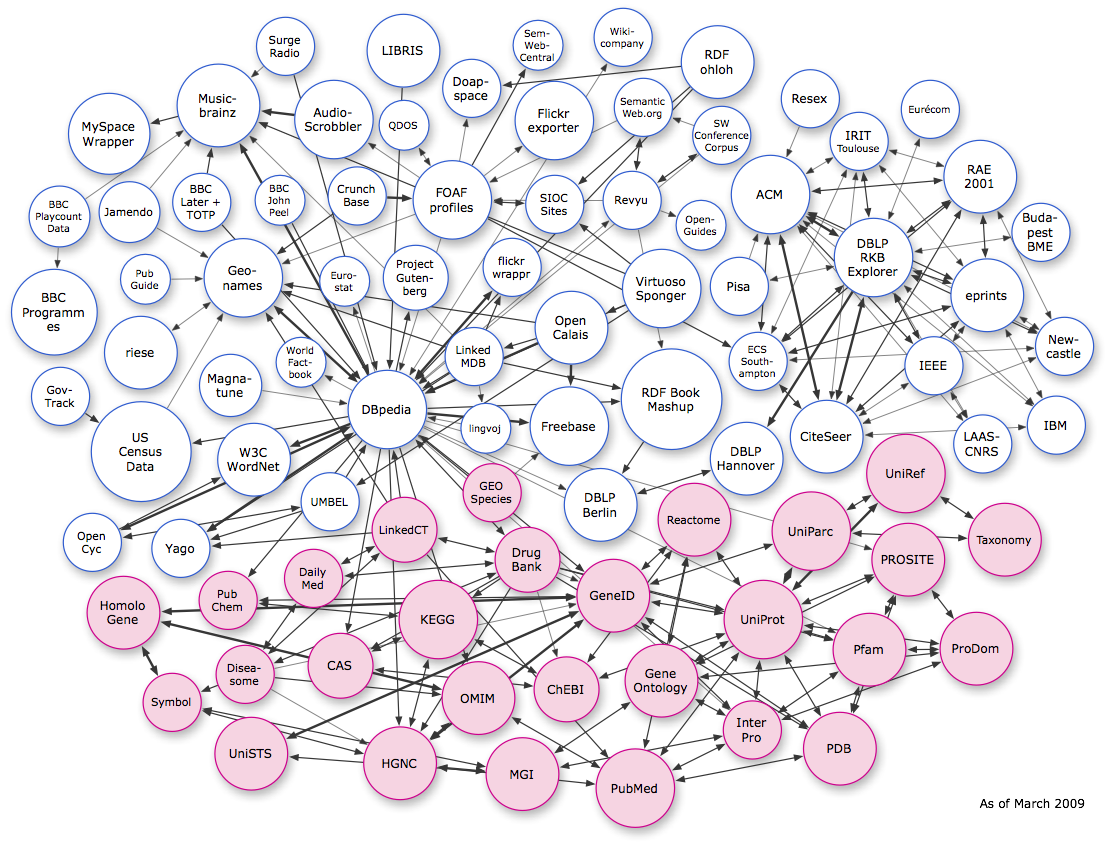 Surge
Radio
LIBRIS
Sem-
Web-
Central
Wiki-
company
RDF
ohloh
Doap-
space
Music-
brainz
MySpace
Wrapper
Audio-
Scrobbler
QDOS
Flickr
exporter
Semantic
Web.org
SW
Conference
Corpus
Resex
Eurécom
IRIT
Toulouse
RAE
2001
ACM
BBC
Playcount
Data
Jamendo
BBC
Later +
TOTP
BBC
John
Peel
Crunch
Base
FOAF
profiles
SIOC
Sites
Revyu
Open-
Guides
Buda-
pest
BME
DBLP
RKB
Explorer
Pub
Guide
Geo-
names
Euro-
stat
Project
Guten-
berg
flickr
wrappr
Virtuoso
Sponger
Pisa
eprints
BBC
Programm
es
riese
Open
Calais
World
Fact-
book
Linked
MDB
ECS
South-
ampton
IEEE
New-
castle
Gov-
Track
Magna-
tune
DBpedia
RDF Book
Mashup
lingvoj
Freebase
US
Census
Data
W3C
WordNet
DBLP
Hannover
CiteSeer
LAAS-
CNRS
IBM
UMBEL
GEO
Species
DBLP
Berlin
UniRef
Open
Cyc
Yago
LinkedCT
Reactome
UniParc
Taxonomy
Drug
Bank
PROSITE
Daily
Med
Pub
Chem
Homolo
Gene
KEGG
GeneID
UniProt
Pfam
ProDom
CAS
Disea-
some
ChEBI
Gene
Ontology
OMIM
Symbol
Inter
Pro
UniSTS
HGNC
MGI
PubMed
PDB
As of March 2009